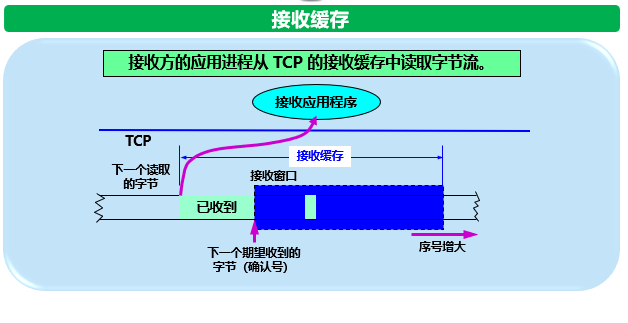 接收缓存
接收方的应用进程从 TCP 的接收缓存中读取字节流。
接收应用程序
TCP
接收缓存
下一个读取
的字节
接收窗口
已收到
下一个期望收到的
字节（确认号）
序号增大